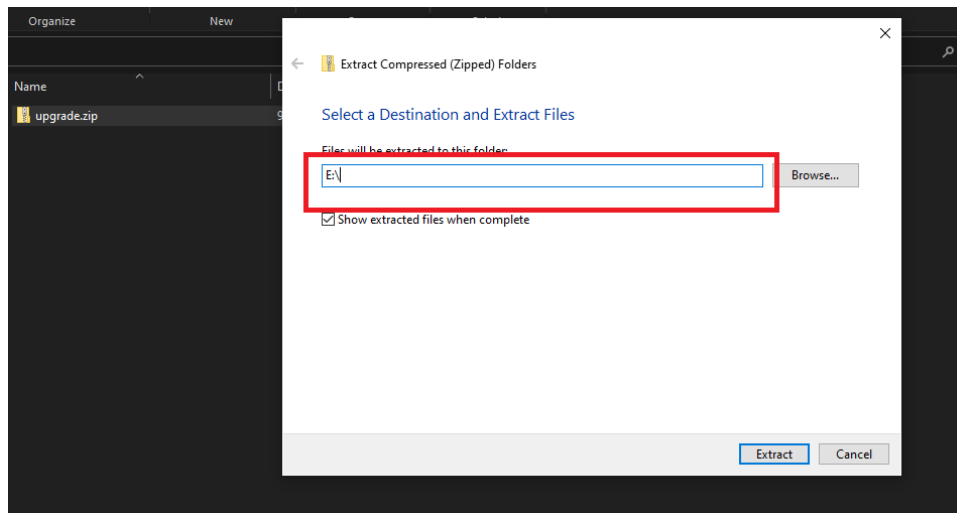 Organize New
Extract Compressed (Zipped) Folders
Name
upgrade.zip
Select a Destination and Extract Files
Files will be extracted to this folder:
E:\
Browse...
Show extracted files when complete
Extract Cancel